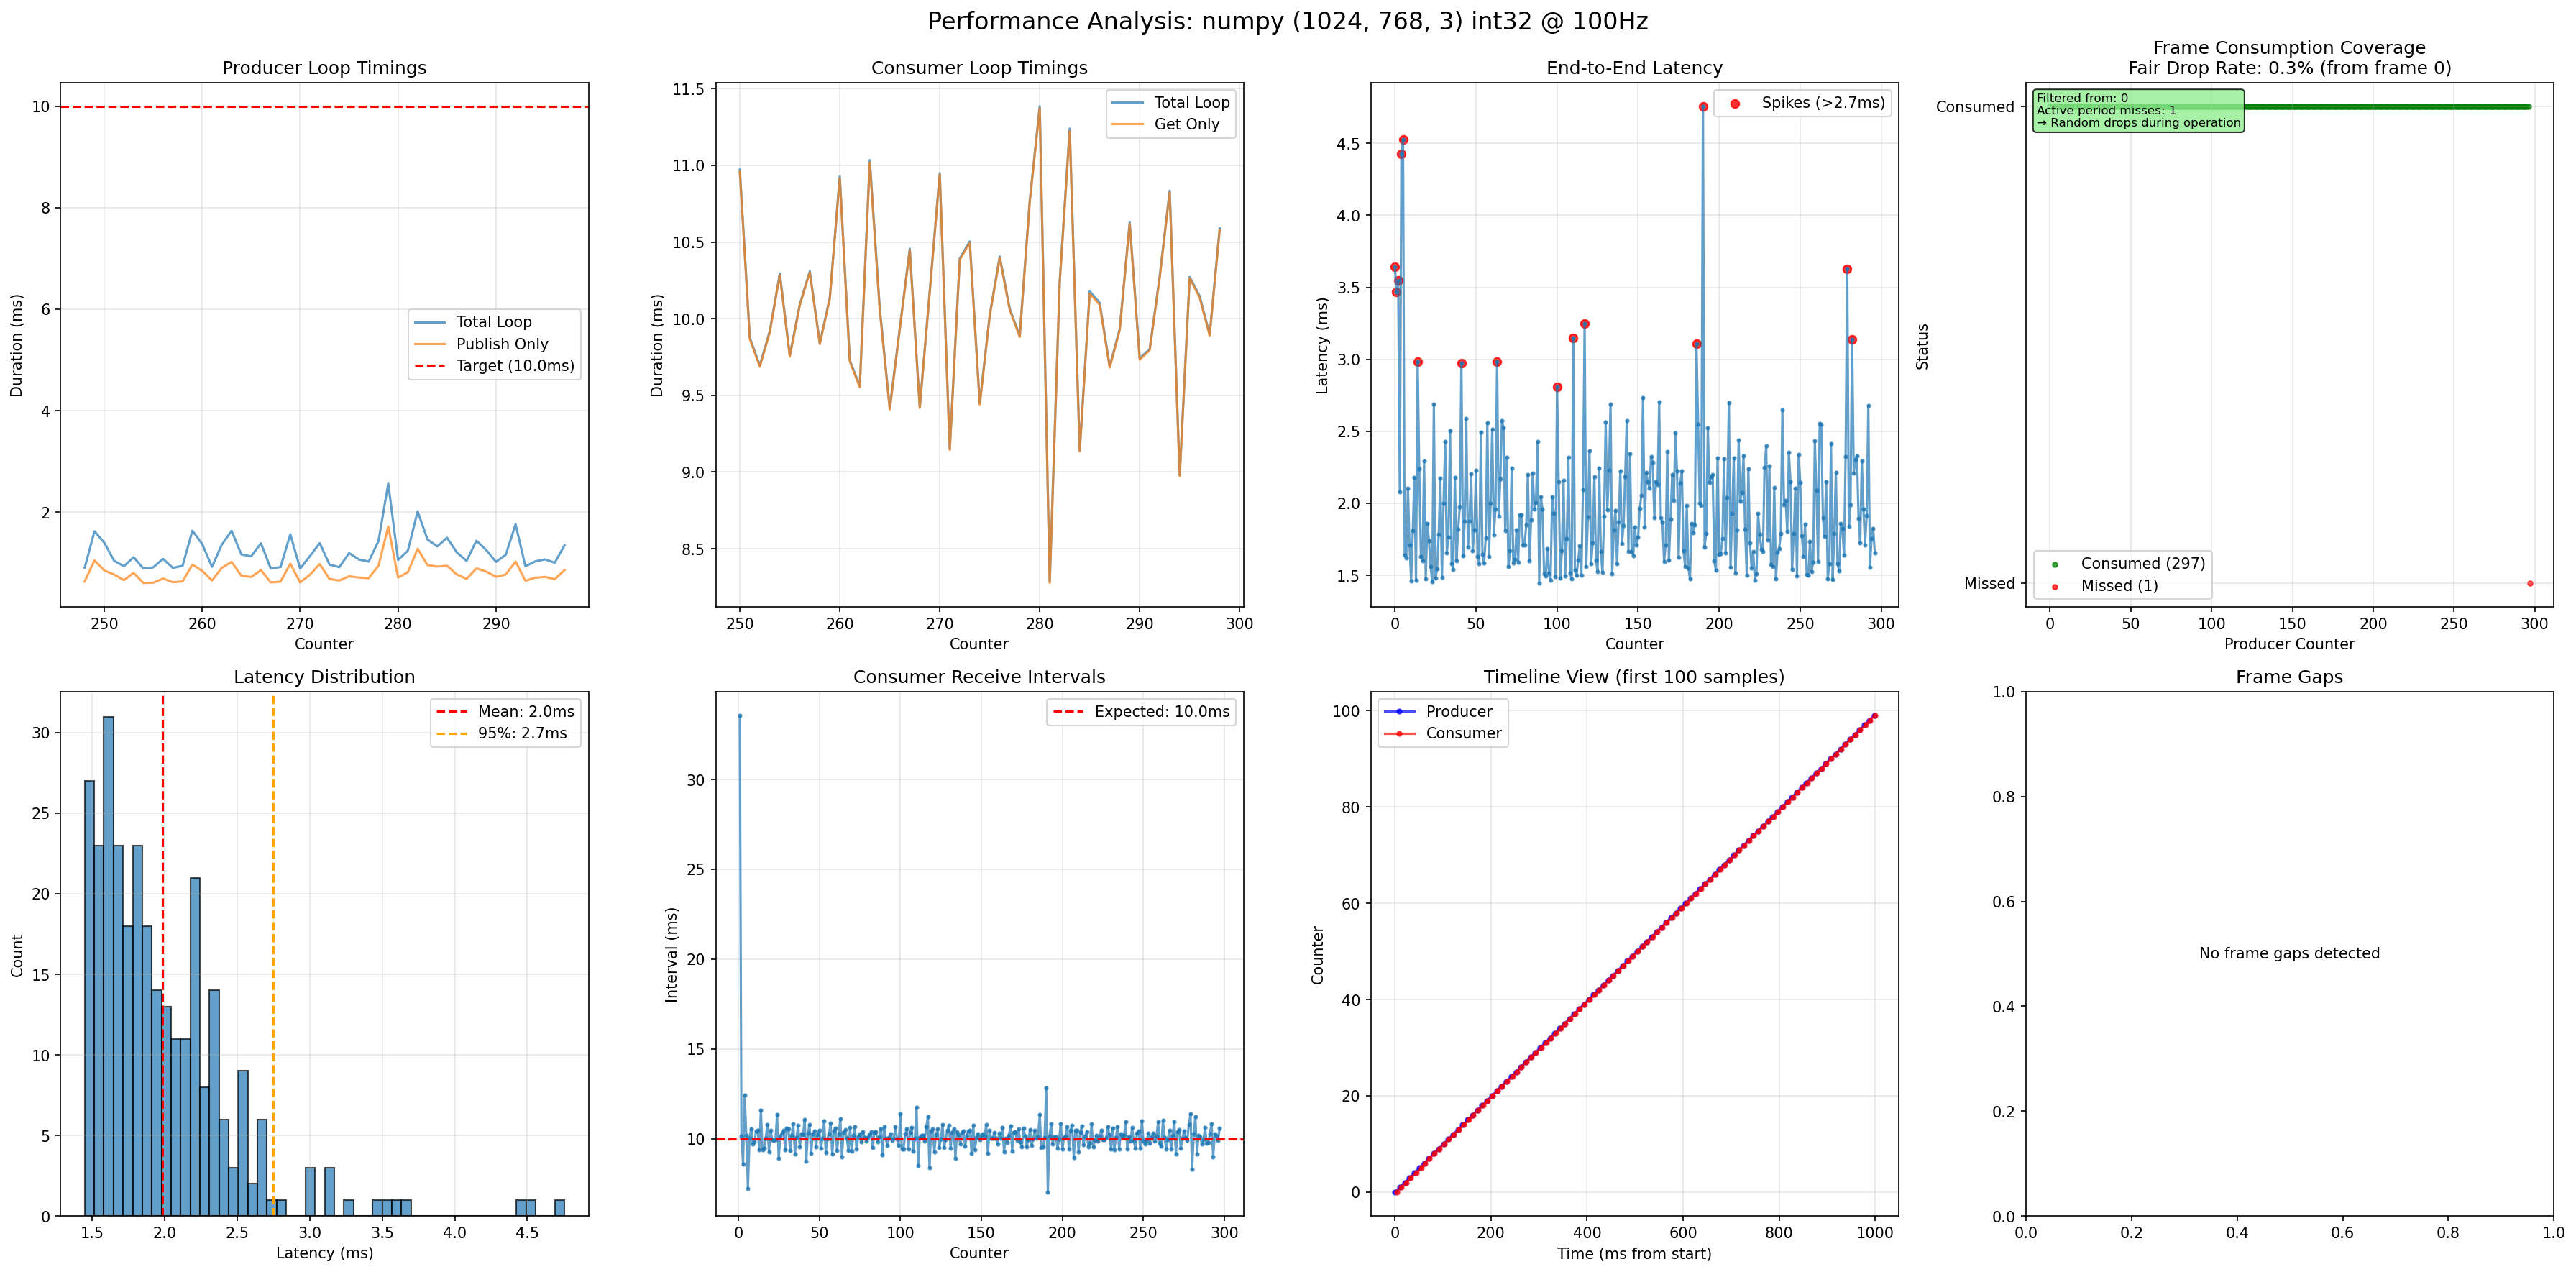 Performance Analysis: numpy (1024, 768, 3) int32 @ 100Hz
Producer Loop Timings
Duration (ms)
10
8
6
4
2
Total Loop
Publish Only
Target (10.0ms)
250
260
270
280
290
Counter
Consumer Loop Timings
Duration (ms)
11.5
11.0
10.5
10.0
9.5
9.0
8.5
Total Loop
Get Only
250
260
270
280
290
300
Counter
End-to-End Latency
Latency (ms)
4.5
4.0
3.5
3.0
2.5
2.0
1.5
Spikes (>2.7ms)
0
50
100
150
200
250
300
Counter
Frame Consumption Coverage
Fair Drop Rate: 0.3% (from frame 0)
Status
Consumed
Missed
Filtered from: 0
Active period misses: 1
→ Random drops during operation
Consumed (297)
Missed (1)
0
50
100
150
200
250
300
Producer Counter
Latency Distribution
Count
30
25
20
15
10
5
0
Mean: 2.0ms
95%: 2.7ms
1.5
2.0
2.5
3.0
3.5
4.0
4.5
Latency (ms)
Consumer Receive Intervals
Interval (ms)
30
25
20
15
10
Expected: 10.0ms
0
50
100
150
200
250
300
Counter
Timeline View (first 100 samples)
Counter
100
80
60
40
20
0
Producer
Consumer
0
200
400
600
800
1000
Time (ms from start)
Frame Gaps
1.0
0.8
0.6
0.4
0.2
0.0
No frame gaps detected
0.0
0.2
0.4
0.6
0.8
1.0